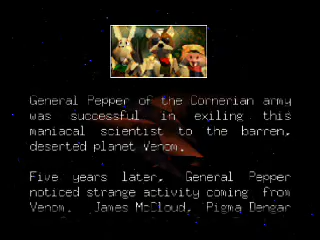 General Pepper of the Cornerian army
was successful in exiling this
maniacal scientist to the barren,
deserted planet Venom.
Five years later, General Pepper
noticed strange activity coming from
Venom. James McCloud, Pigma Dengar